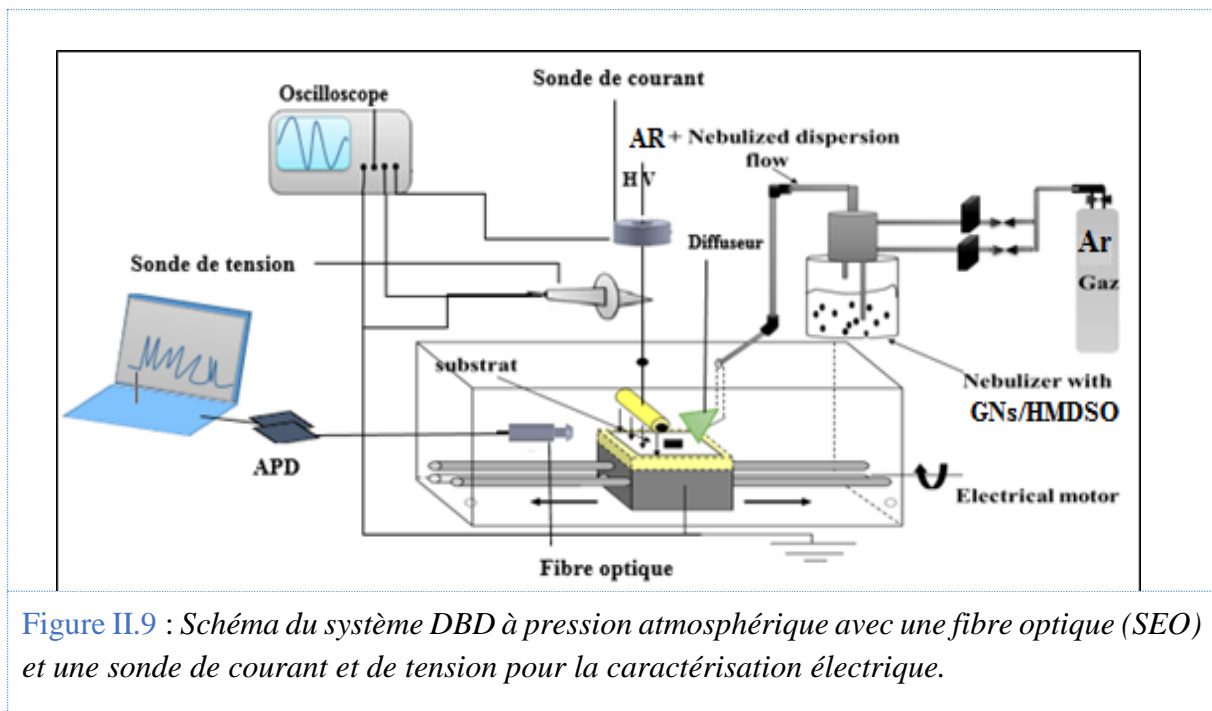 Sonde de courant
Oscilloscope
AR + Nebulized dispersion
flow
HV
Diffuseur
Ar
Gaz
Sonde de tension
substrat
Nebulizer with
GNs/HMDSO
APD
Electrical motor
Fibre optique
Figure II.9 : Schéma du système DBD à pression atmosphérique avec une fibre optique (SEO)
et une sonde de courant et de tension pour la caractérisation électrique.